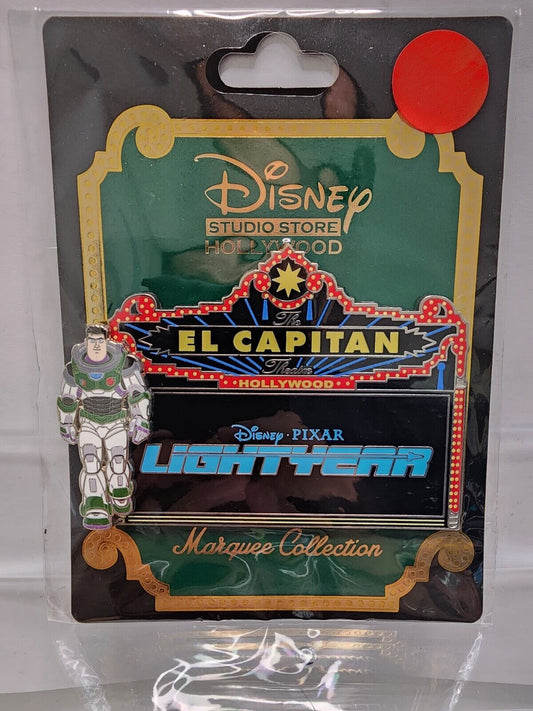 Disney
STUDIO STORE
HOLLYWOOD
The
EL CAPITAN
Theatre
HOLLYWOOD
Disney · PIXAR
LIGHTYEAR
Marquee Collection